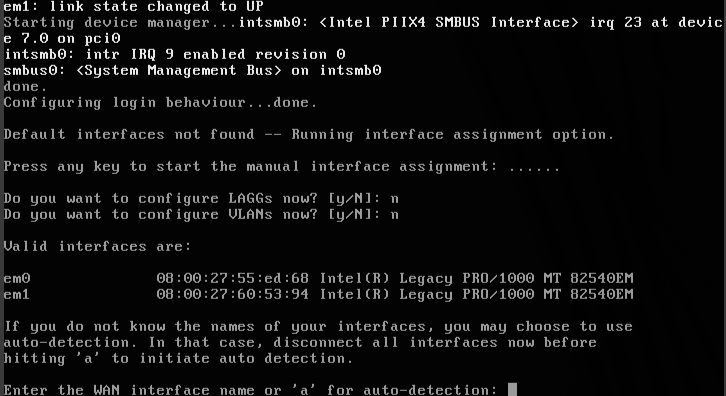 em1: link state changed to UP
Starting device manager...intsmb0: <Intel PIIX4 SMBUS Interface> irq 23 at devic
e 7.0 on pci0
intsmb0: intr IRQ 9 enabled revision 0
smbus0: <System Management Bus> on intsmb0
done.
Configuring login behaviour...done.
Default interfaces not found -- Running interface assignment option.
Press any key to start the manual interface assignment: ......
Do you want to configure LAGGs now? [y/N]: n
Do you want to configure VLANs now? [y/N]: n
Valid interfaces are:
em0 08:00:27:55:ed:68 Intel(R) Legacy PRO/1000 MT 82540EM
em1 08:00:27:60:53:94 Intel(R) Legacy PRO/1000 MT 82540EM
If you do not know the names of your interfaces, you may choose to use
auto-detection. In that case, disconnect all interfaces now before
hitting 'a' to initiate auto detection.
Enter the WAN interface name or 'a' for auto-detection: